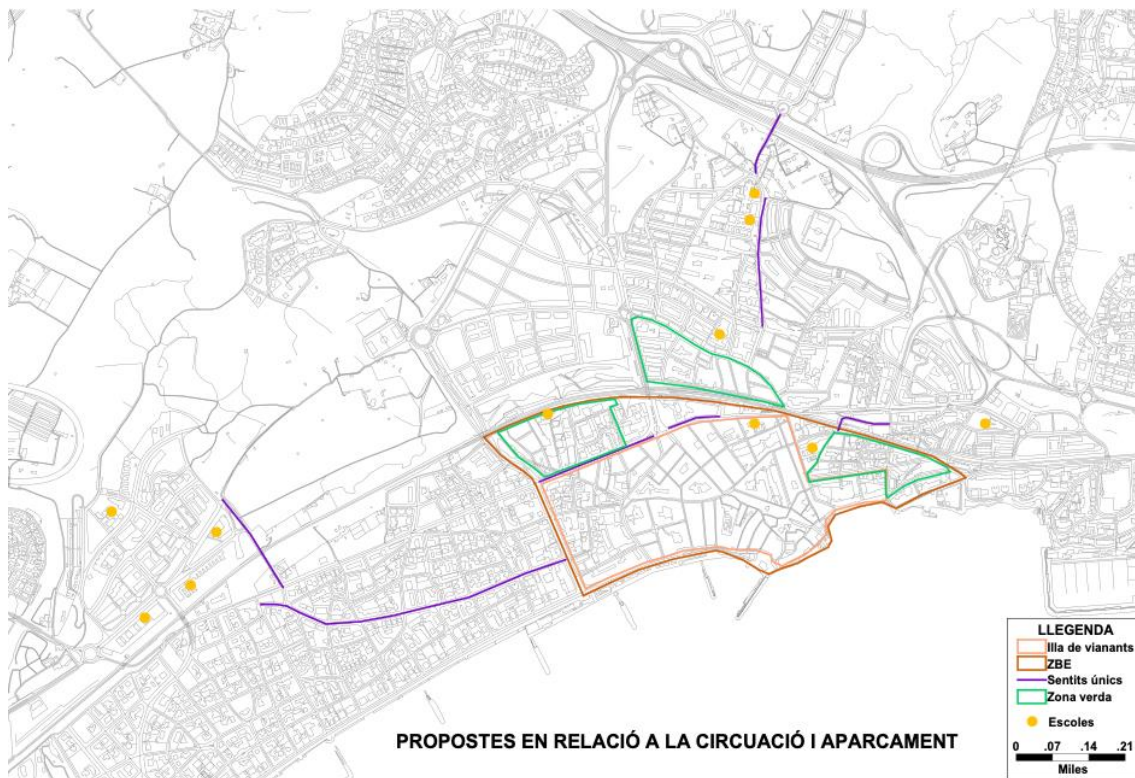 LLEGENDA
Illa de vianants
ZBE
Sentits únics
Zona verda
Escoles
0 .07 .14 .21
Miles
PROPOSTES EN RELACIÓ A LA CIRCUACIÓ I APARCAMENT